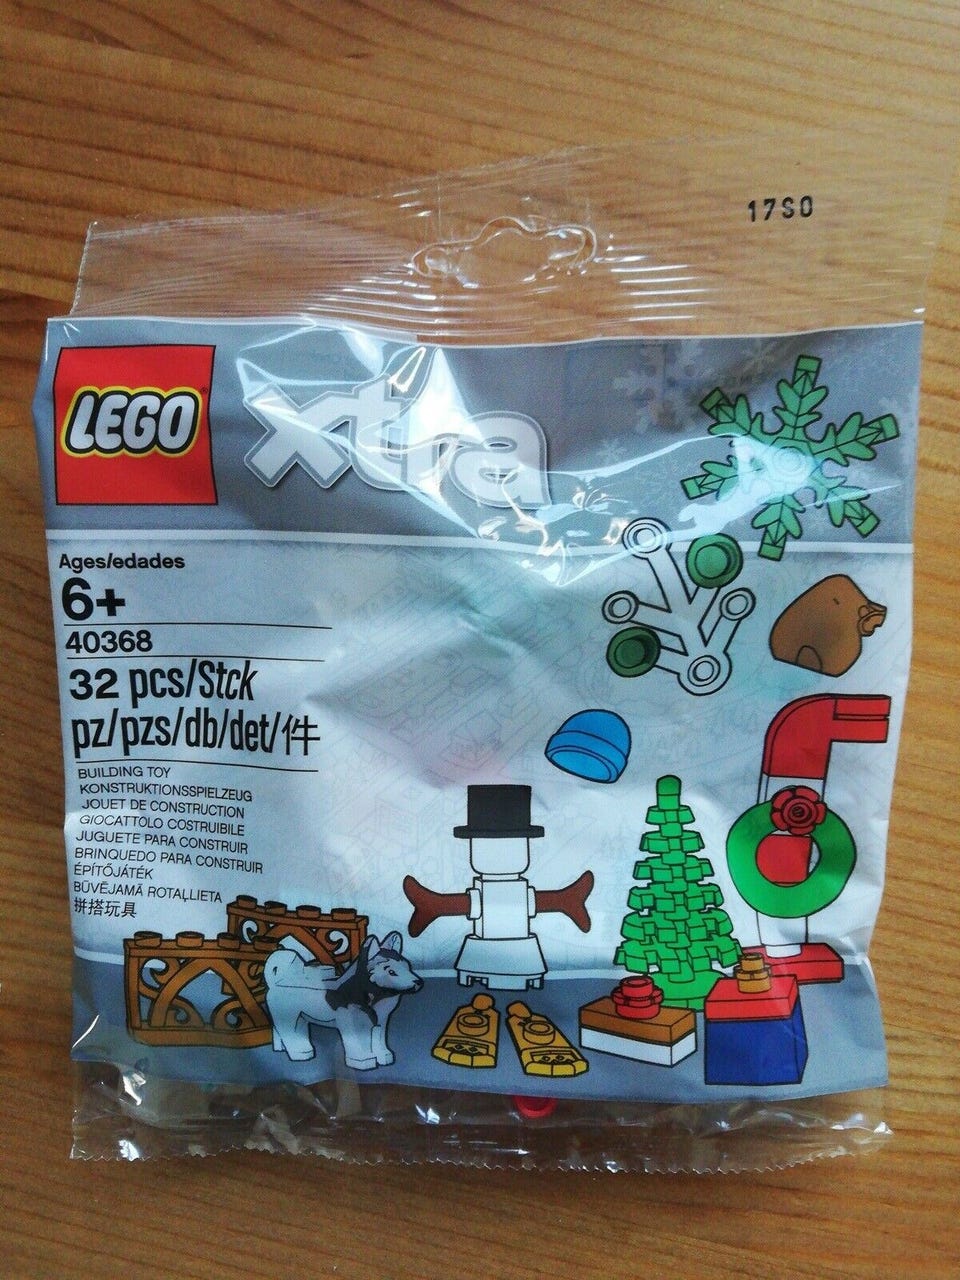 17S0
LEGO
xtra
Ages/edades
6+
40368
32 pcs/Stck
pz/pzs/db/det/件
BUILDING TOY
KONSTRUKTIONSSPIELZEUG
JOUET DE CONSTRUCTION
GIOCATTOLO COSTRUIBILE
JUGUETE PARA CONSTRUIR
BRINQUEDO PARA CONSTRUIR
ÉPÍTŐJÁTÉK
BŪVĒJAMĀ ROTAĻLIETA
拼搭玩具